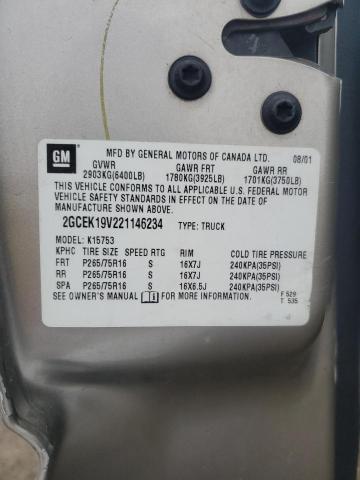 GM
MFD BY GENERAL MOTORS OF CANADA LTD. 08/01
GVWR GAWR FRT GAWR RR
2903KG(6400LB) 1780KG(3925LB) 1701KG(3750LB)
THIS VEHICLE CONFORMS TO ALL APPLICABLE U.S. FEDERAL MOTOR
VEHICLE SAFETY STANDARDS IN EFFECT ON THE DATE OF
MANUFACTURE SHOWN ABOVE.
2GCEK19V221146234 TYPE: TRUCK
MODEL: K15753
KPHC TIRE SIZE SPEED RTG RIM COLD TIRE PRESSURE
FRT P265/75R16 S 16X7J 240KPA(35PSI)
RR P265/75R16 S 16X7J 240KPA(35PSI)
SPA P265/75R16 S 16X6.5J 240KPA(35PSI)
SEE OWNER'S MANUAL FOR MORE INFORMATION. F 529
T 535